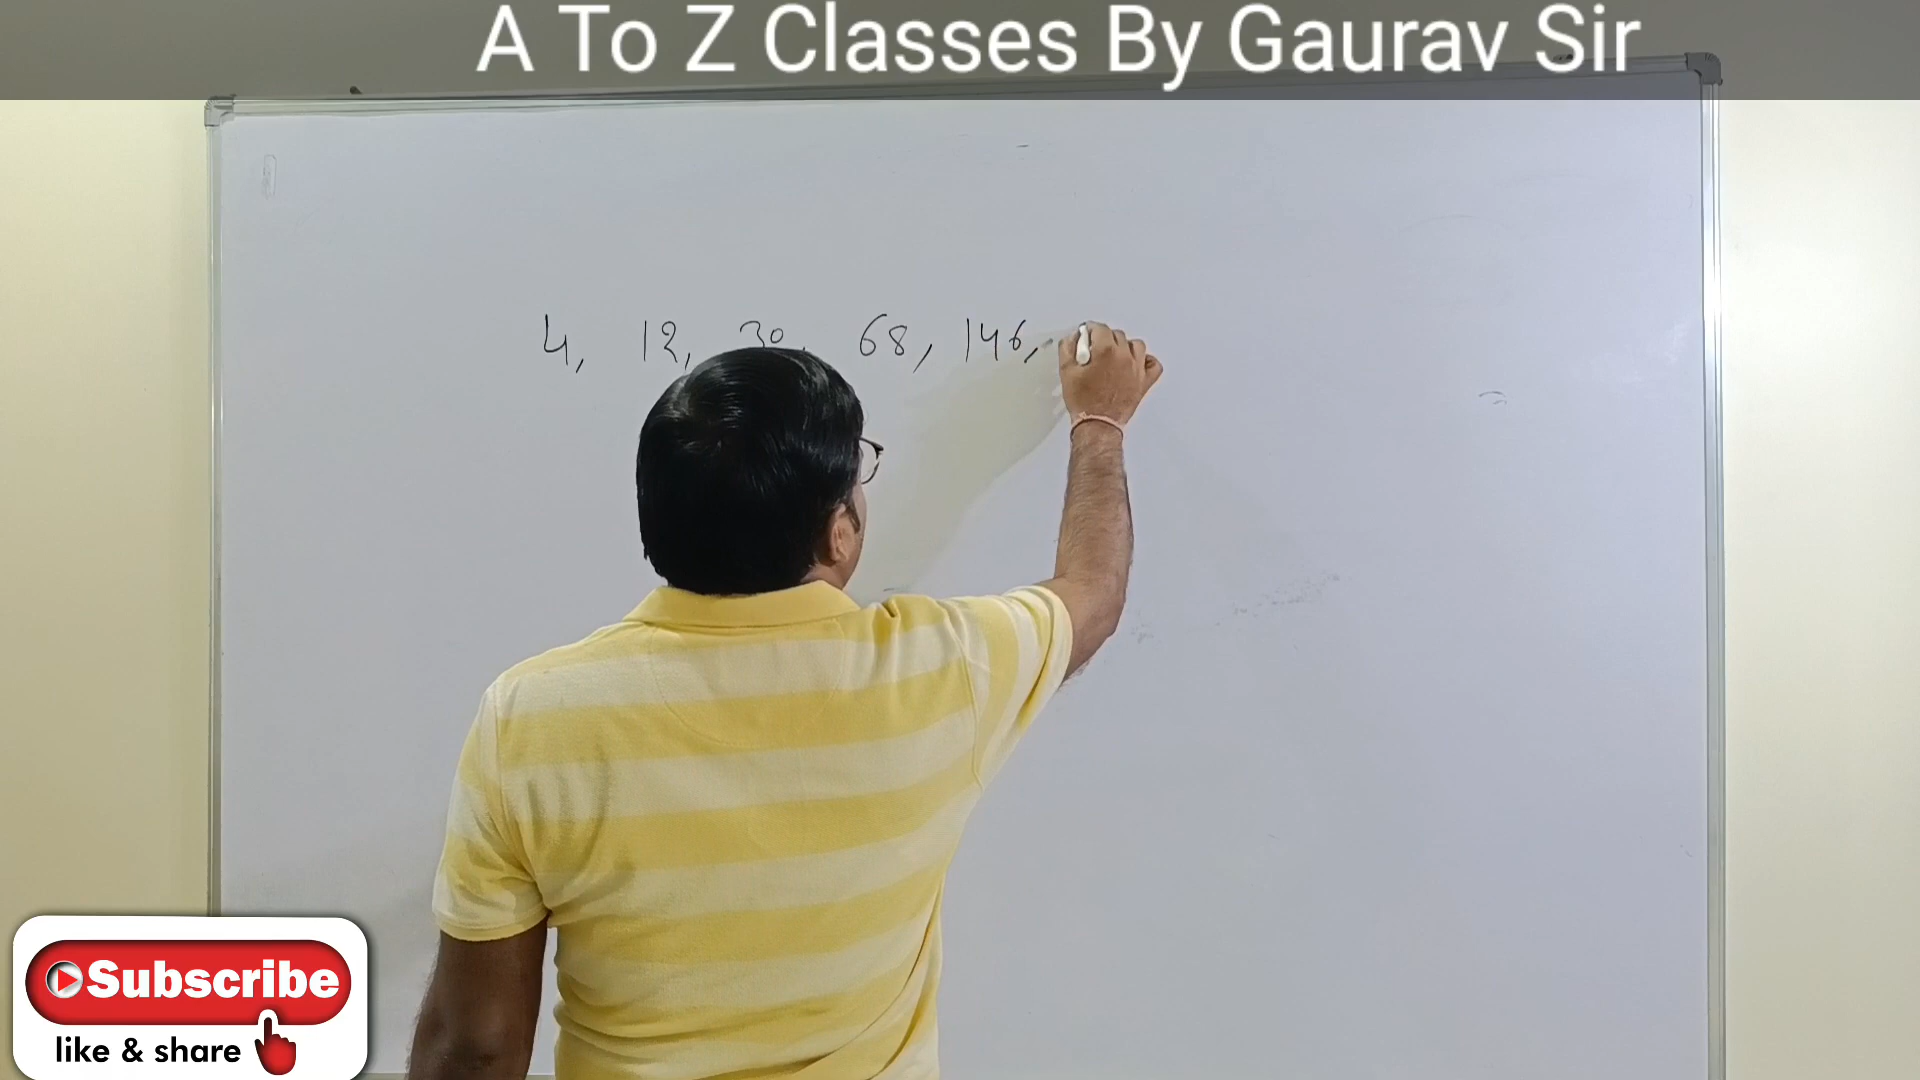 A To Z Classes By Gaurav Sir
4, 12, 30, 68, 146,
Subscribe
like & share